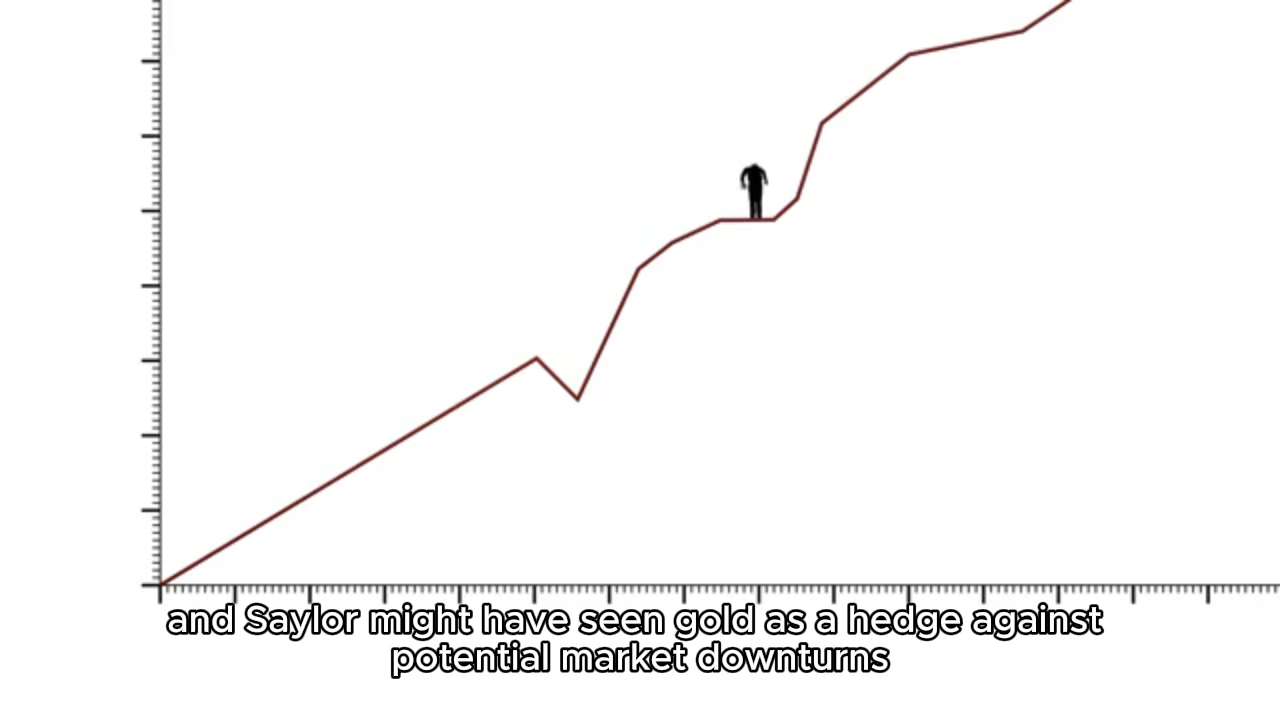 and Saylor might have seen gold as a hedge against
potential market downturns